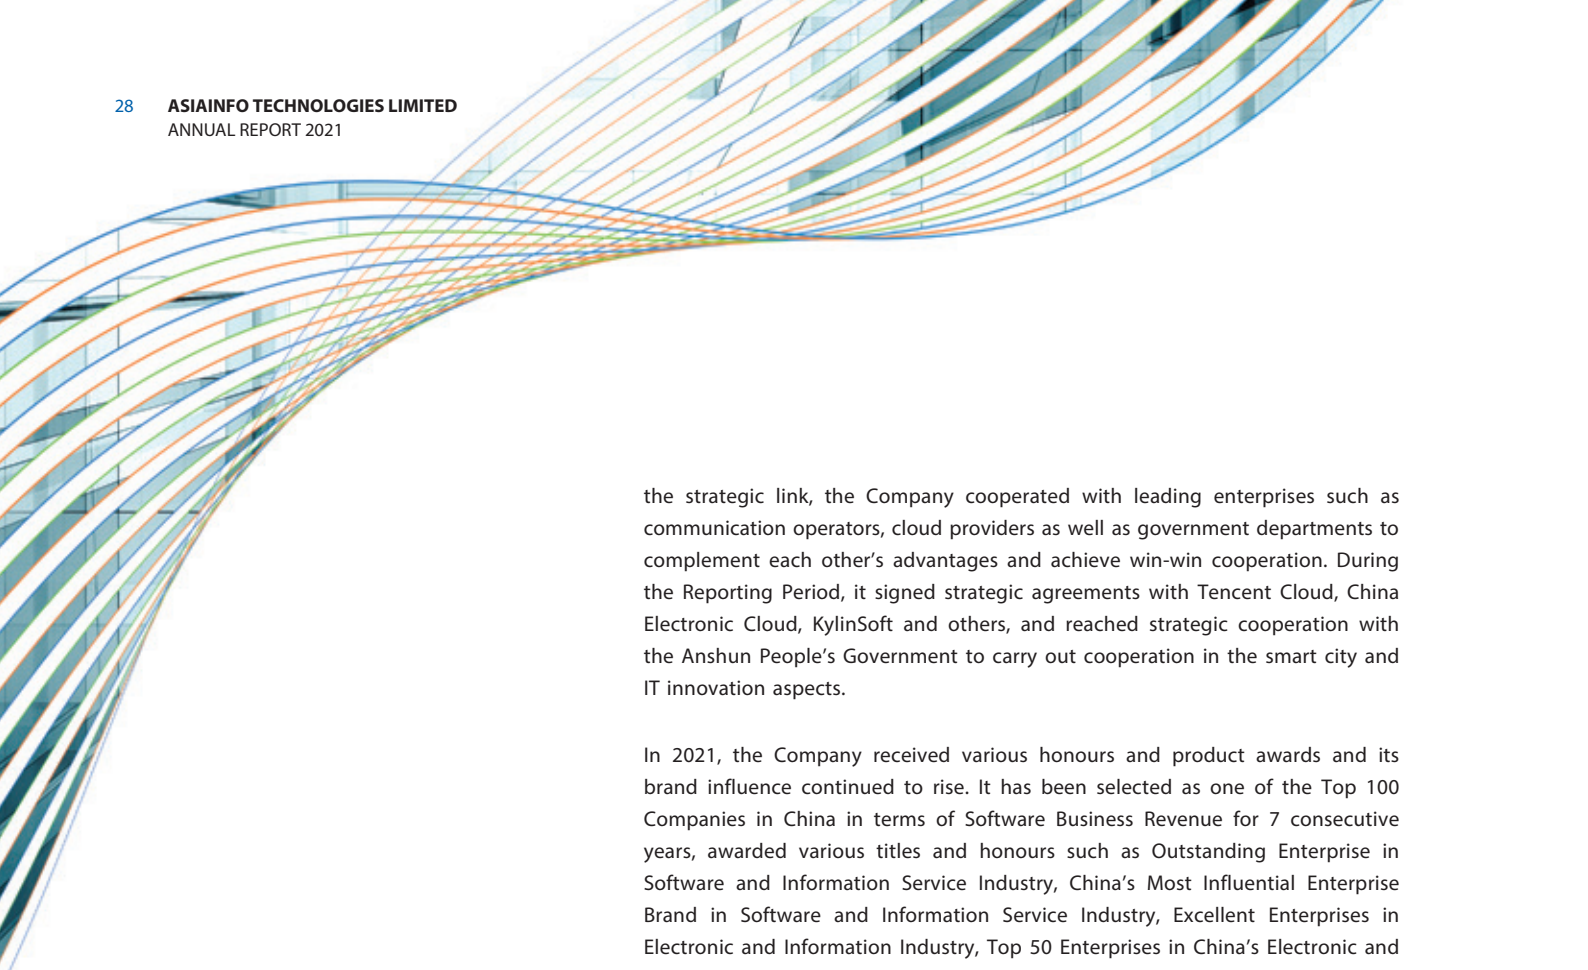 28 ASIAINFO TECHNOLOGIES LIMITED
ANNUAL REPORT 2021
the strategic link, the Company cooperated with leading enterprises such as
communication operators, cloud providers as well as government departments to
complement each other’s advantages and achieve win-win cooperation. During
the Reporting Period, it signed strategic agreements with Tencent Cloud, China
Electronic Cloud, KylinSoft and others, and reached strategic cooperation with
the Anshun People’s Government to carry out cooperation in the smart city and
IT innovation aspects.
In 2021, the Company received various honours and product awards and its
brand influence continued to rise. It has been selected as one of the Top 100
Companies in China in terms of Software Business Revenue for 7 consecutive
years, awarded various titles and honours such as Outstanding Enterprise in
Software and Information Service Industry, China’s Most Influential Enterprise
Brand in Software and Information Service Industry, Excellent Enterprises in
Electronic and Information Industry, Top 50 Enterprises in China’s Electronic and